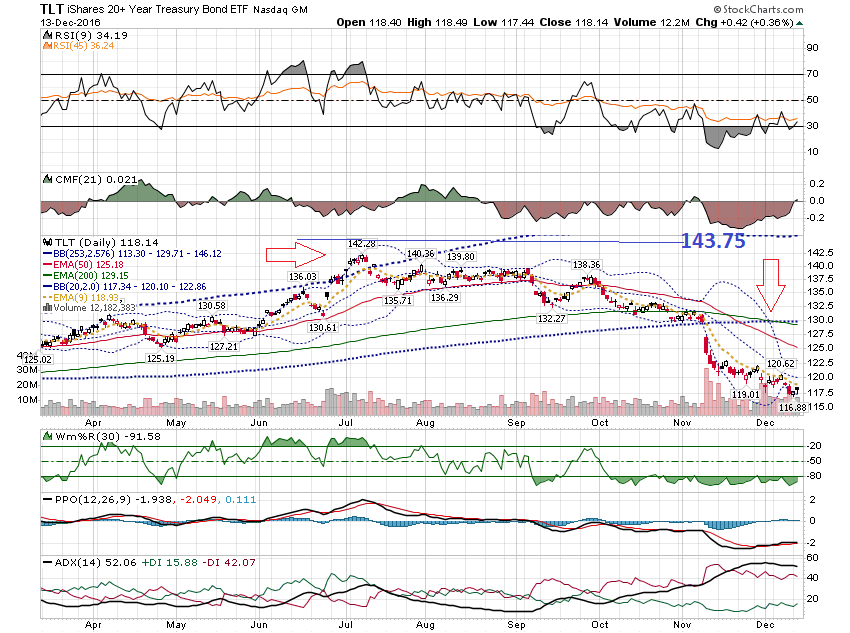 TLT iShares 20+ Year Treasury Bond ETF Nasdaq GM
© StockCharts.com
13-Dec-2016
Open 118.40 High 118.49 Low 117.44 Close 118.14 Volume 12.2M Chg +0.42 (+0.36%)
RSI(9) 34.19
RSI(45) 36.24
90
70
50
30
10
CMF(21) 0.021
0.2
0.0
-0.2
TLT (Daily) 118.14
BB(253,2.576) 113.30 - 129.71 - 146.12
EMA(50) 125.18
EMA(200) 129.15
BB(20,2.0) 117.34 - 120.10 - 122.86
EMA(9) 118.93
Volume 12,182,383
143.75
142.28
140.36
139.80
138.36
136.03
135.71
136.29
132.27
130.58
130.61
127.21
125.19
125.02
120.62
119.01
116.88
142.5
140.0
137.5
135.0
132.5
130.0
127.5
125.0
122.5
120.0
117.5
115.0
40M
30M
20M
10M
Apr May Jun Jul Aug Sep Oct Nov Dec
Wm%R(30) -91.58
-20
-50
-80
PPO(12,26,9) -1.938, -2.049, 0.111
2
0
-2
ADX(14) 52.06 +DI 15.88 -DI 42.07
60
40
20
Apr May Jun Jul Aug Sep Oct Nov Dec